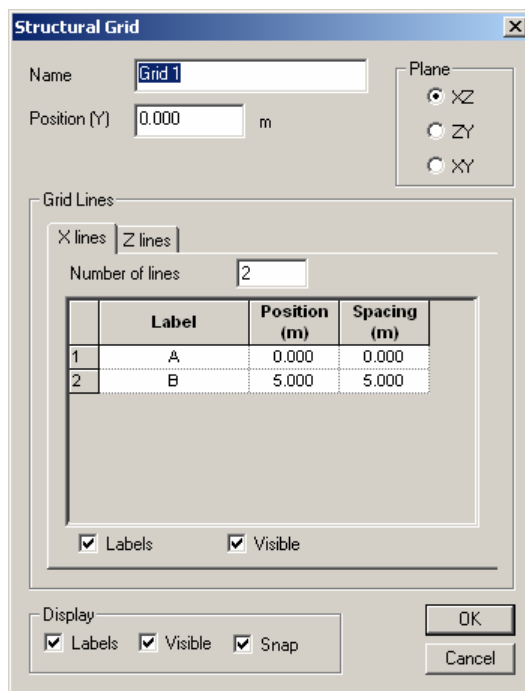 Structural Grid
Name Grid 1
Position (Y) 0.000 m
Plane
XZ
ZY
XY
Grid Lines
X lines Z lines
Number of lines 2
Label Position (m) Spacing (m)
1 A 0.000 0.000
2 B 5.000 5.000
Labels Visible
Display
Labels Visible Snap
OK
Cancel